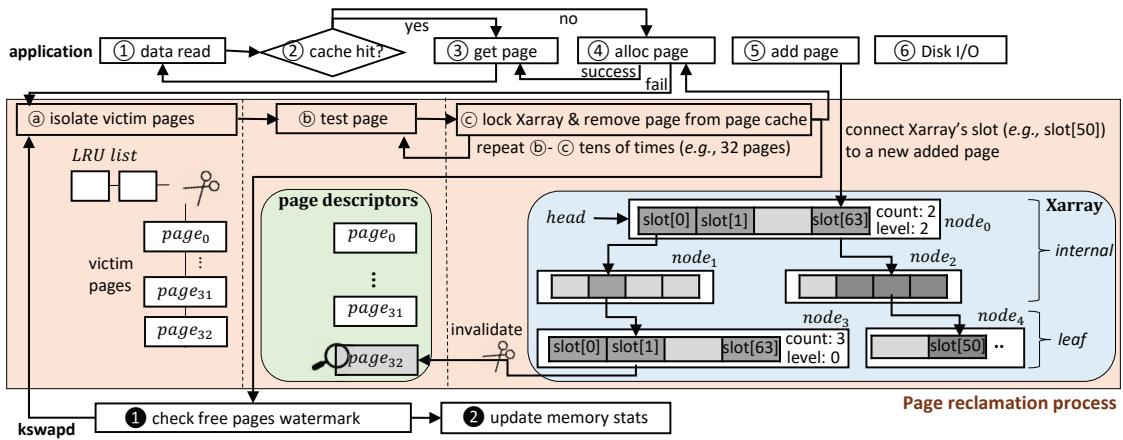 yes
no
application
① data read
② cache hit?
③ get page
④ alloc page
⑤ add page
⑥ Disk I/O
success
fail
ⓐ isolate victim pages
ⓑ test page
ⓒ lock Xarray & remove page from page cache
repeat ⓑ- ⓒ tens of times (e.g., 32 pages)
connect Xarray's slot (e.g., slot[50])
to a new added page
LRU list
page0
⋮
victim
pages
page31
page32
page descriptors
page0
⋮
page31
page32
invalidate
Xarray
head
slot[0]
slot[1]
slot[63]
count: 2
level: 2
node0
internal
node1
node2
node3
node4
slot[0]
slot[1]
slot[63]
count: 3
level: 0
slot[50]
..
leaf
Page reclamation process
kswapd
❶ check free pages watermark
❷ update memory stats